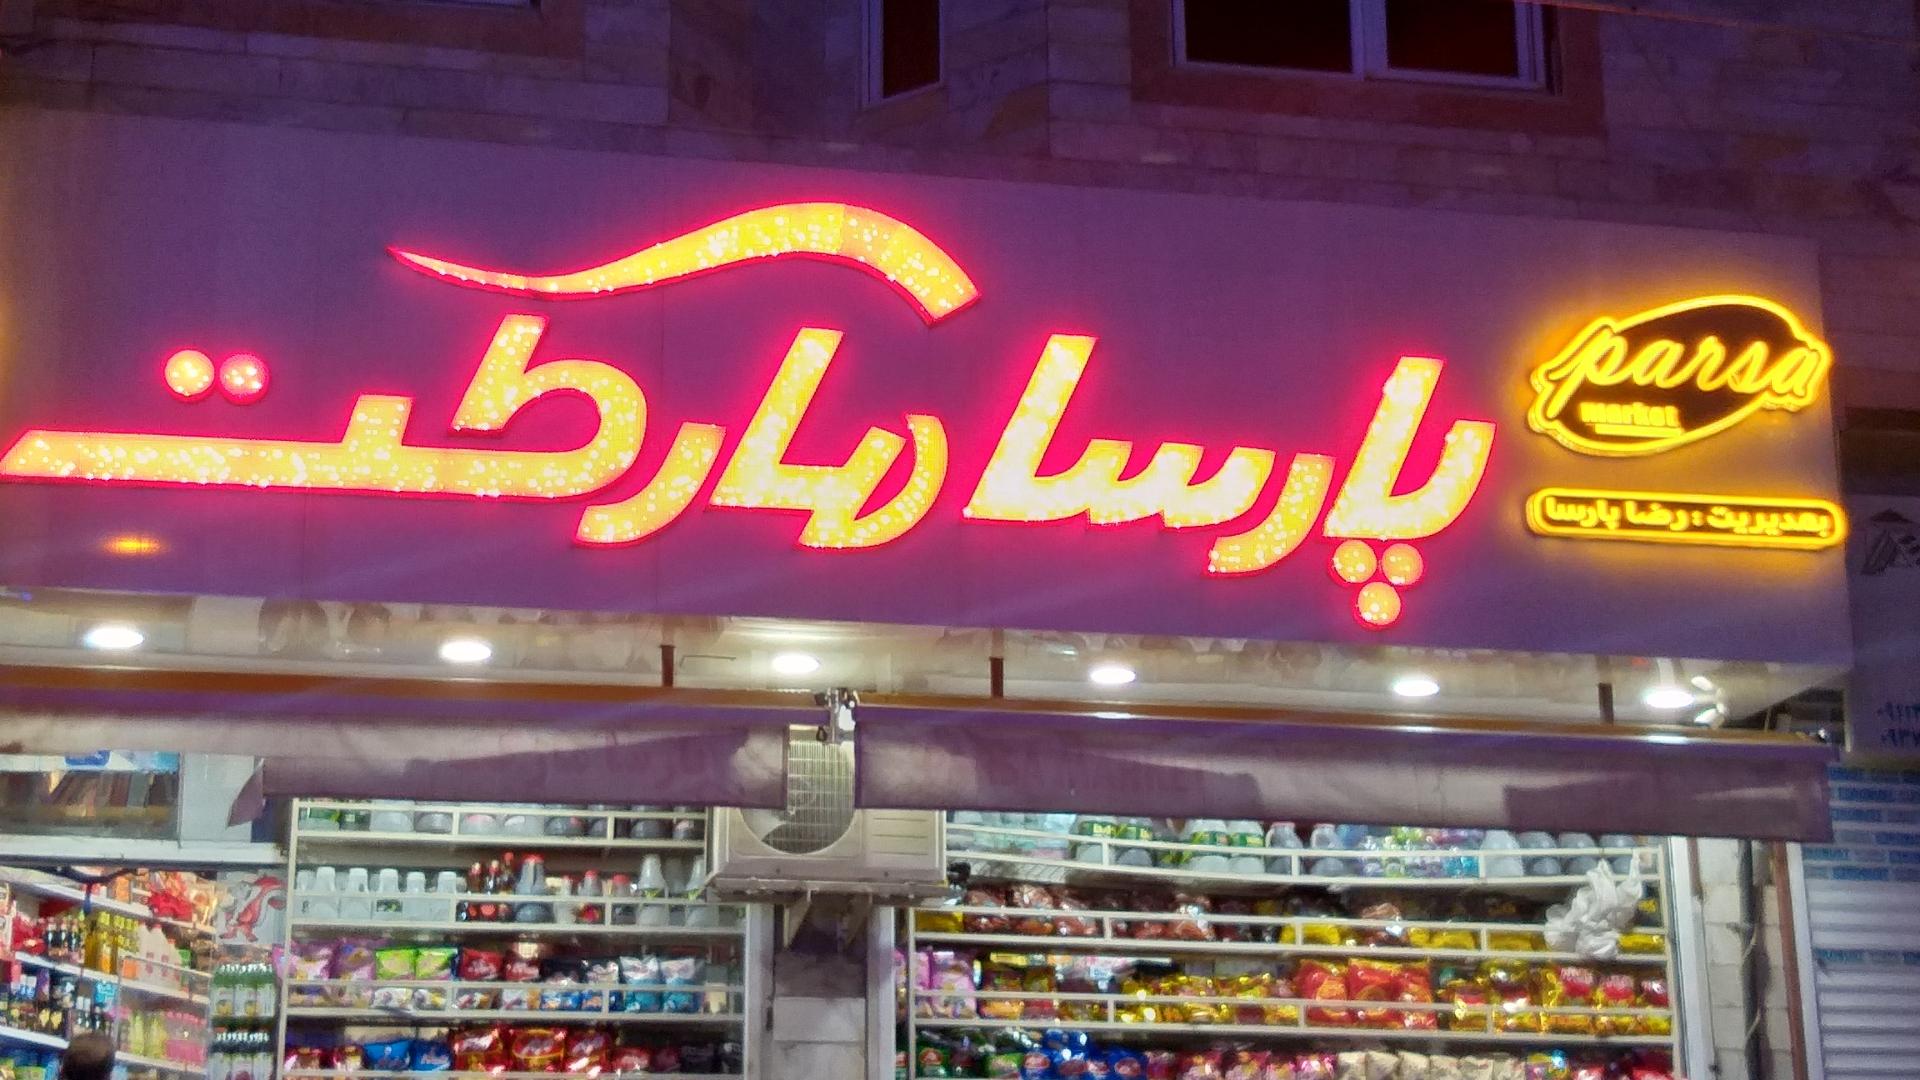 پارسا مارکت
parsa
market
بمدیریت : رضا پارسا